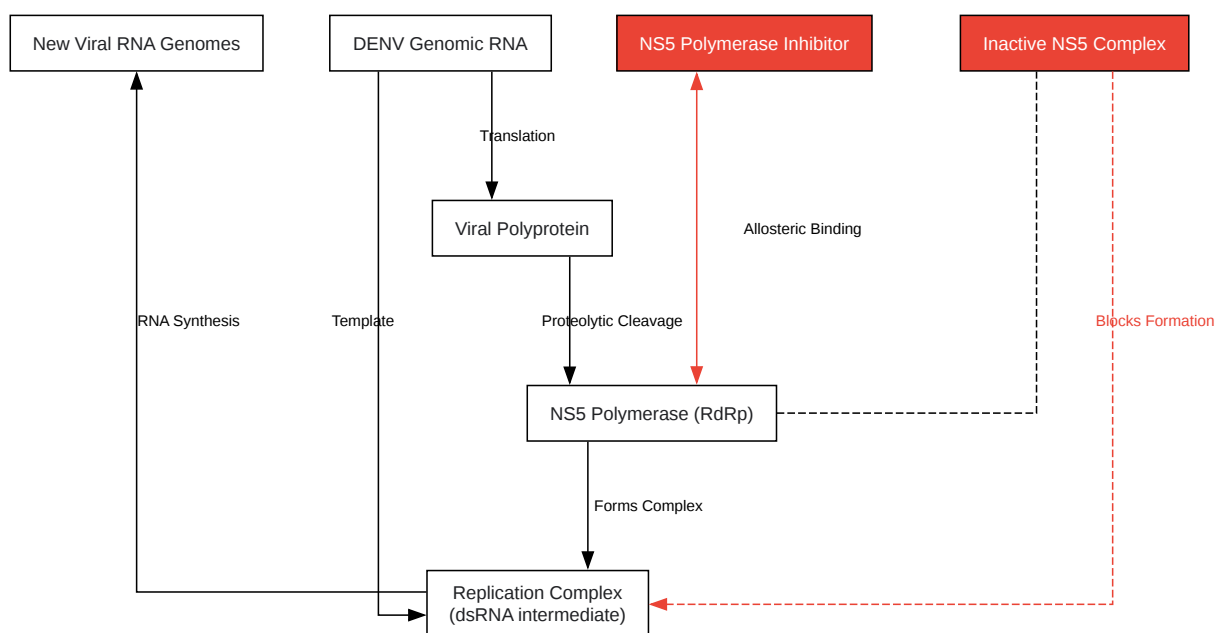 New Viral RNA Genomes
DENV Genomic RNA
NS5 Polymerase Inhibitor
Inactive NS5 Complex
Translation
Viral Polyprotein
Allosteric Binding
RNA Synthesis
Template
Proteolytic Cleavage
Blocks Formation
NS5 Polymerase (RdRp)
Forms Complex
Replication Complex
(dsRNA intermediate)